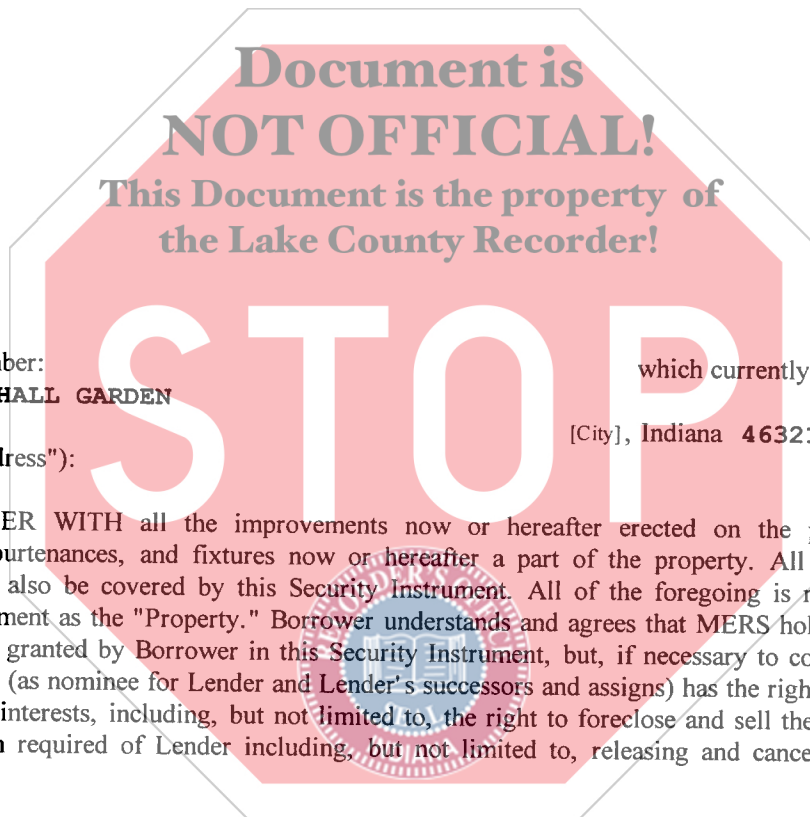 Document is
NOT OFFICIAL!
This Document is the property of
the Lake County Recorder!
STOP
ber:
which currently
HALL GARDEN
[City], Indiana 46321
dress"):
ER WITH all the improvements now or hereafter erected on the
purtenances, and fixtures now or hereafter a part of the property. All
also be covered by this Security Instrument. All of the foregoing is
ment as the "Property." Borrower understands and agrees that MERS hol
granted by Borrower in this Security Instrument, but, if necessary to co
(as nominee for Lender and Lender's successors and assigns) has the right
interests, including, but not limited to, the right to foreclose and sell the
required of Lender including, but not limited to, releasing and cance
SEAL
INDIANA